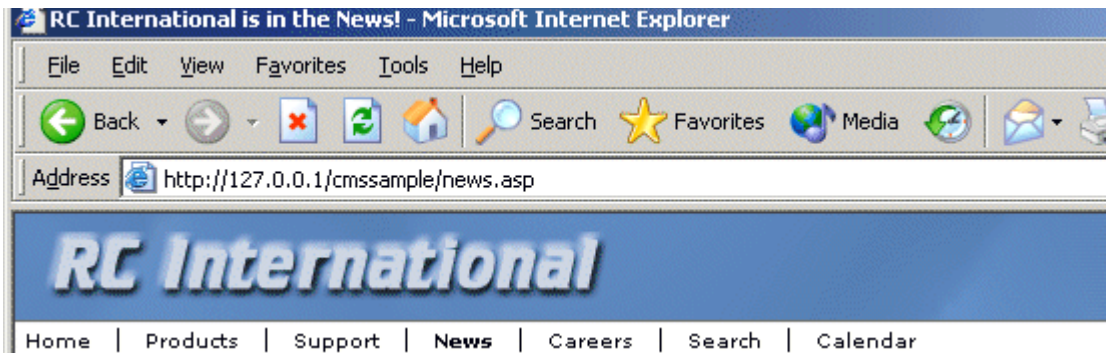 RC International is in the News! - Microsoft Internet Explorer
File Edit View Favorites Tools Help
Back Search Favorites Media
Address http://127.0.0.1/cmssample/news.asp
RC International
Home | Products | Support | News | Careers | Search | Calendar